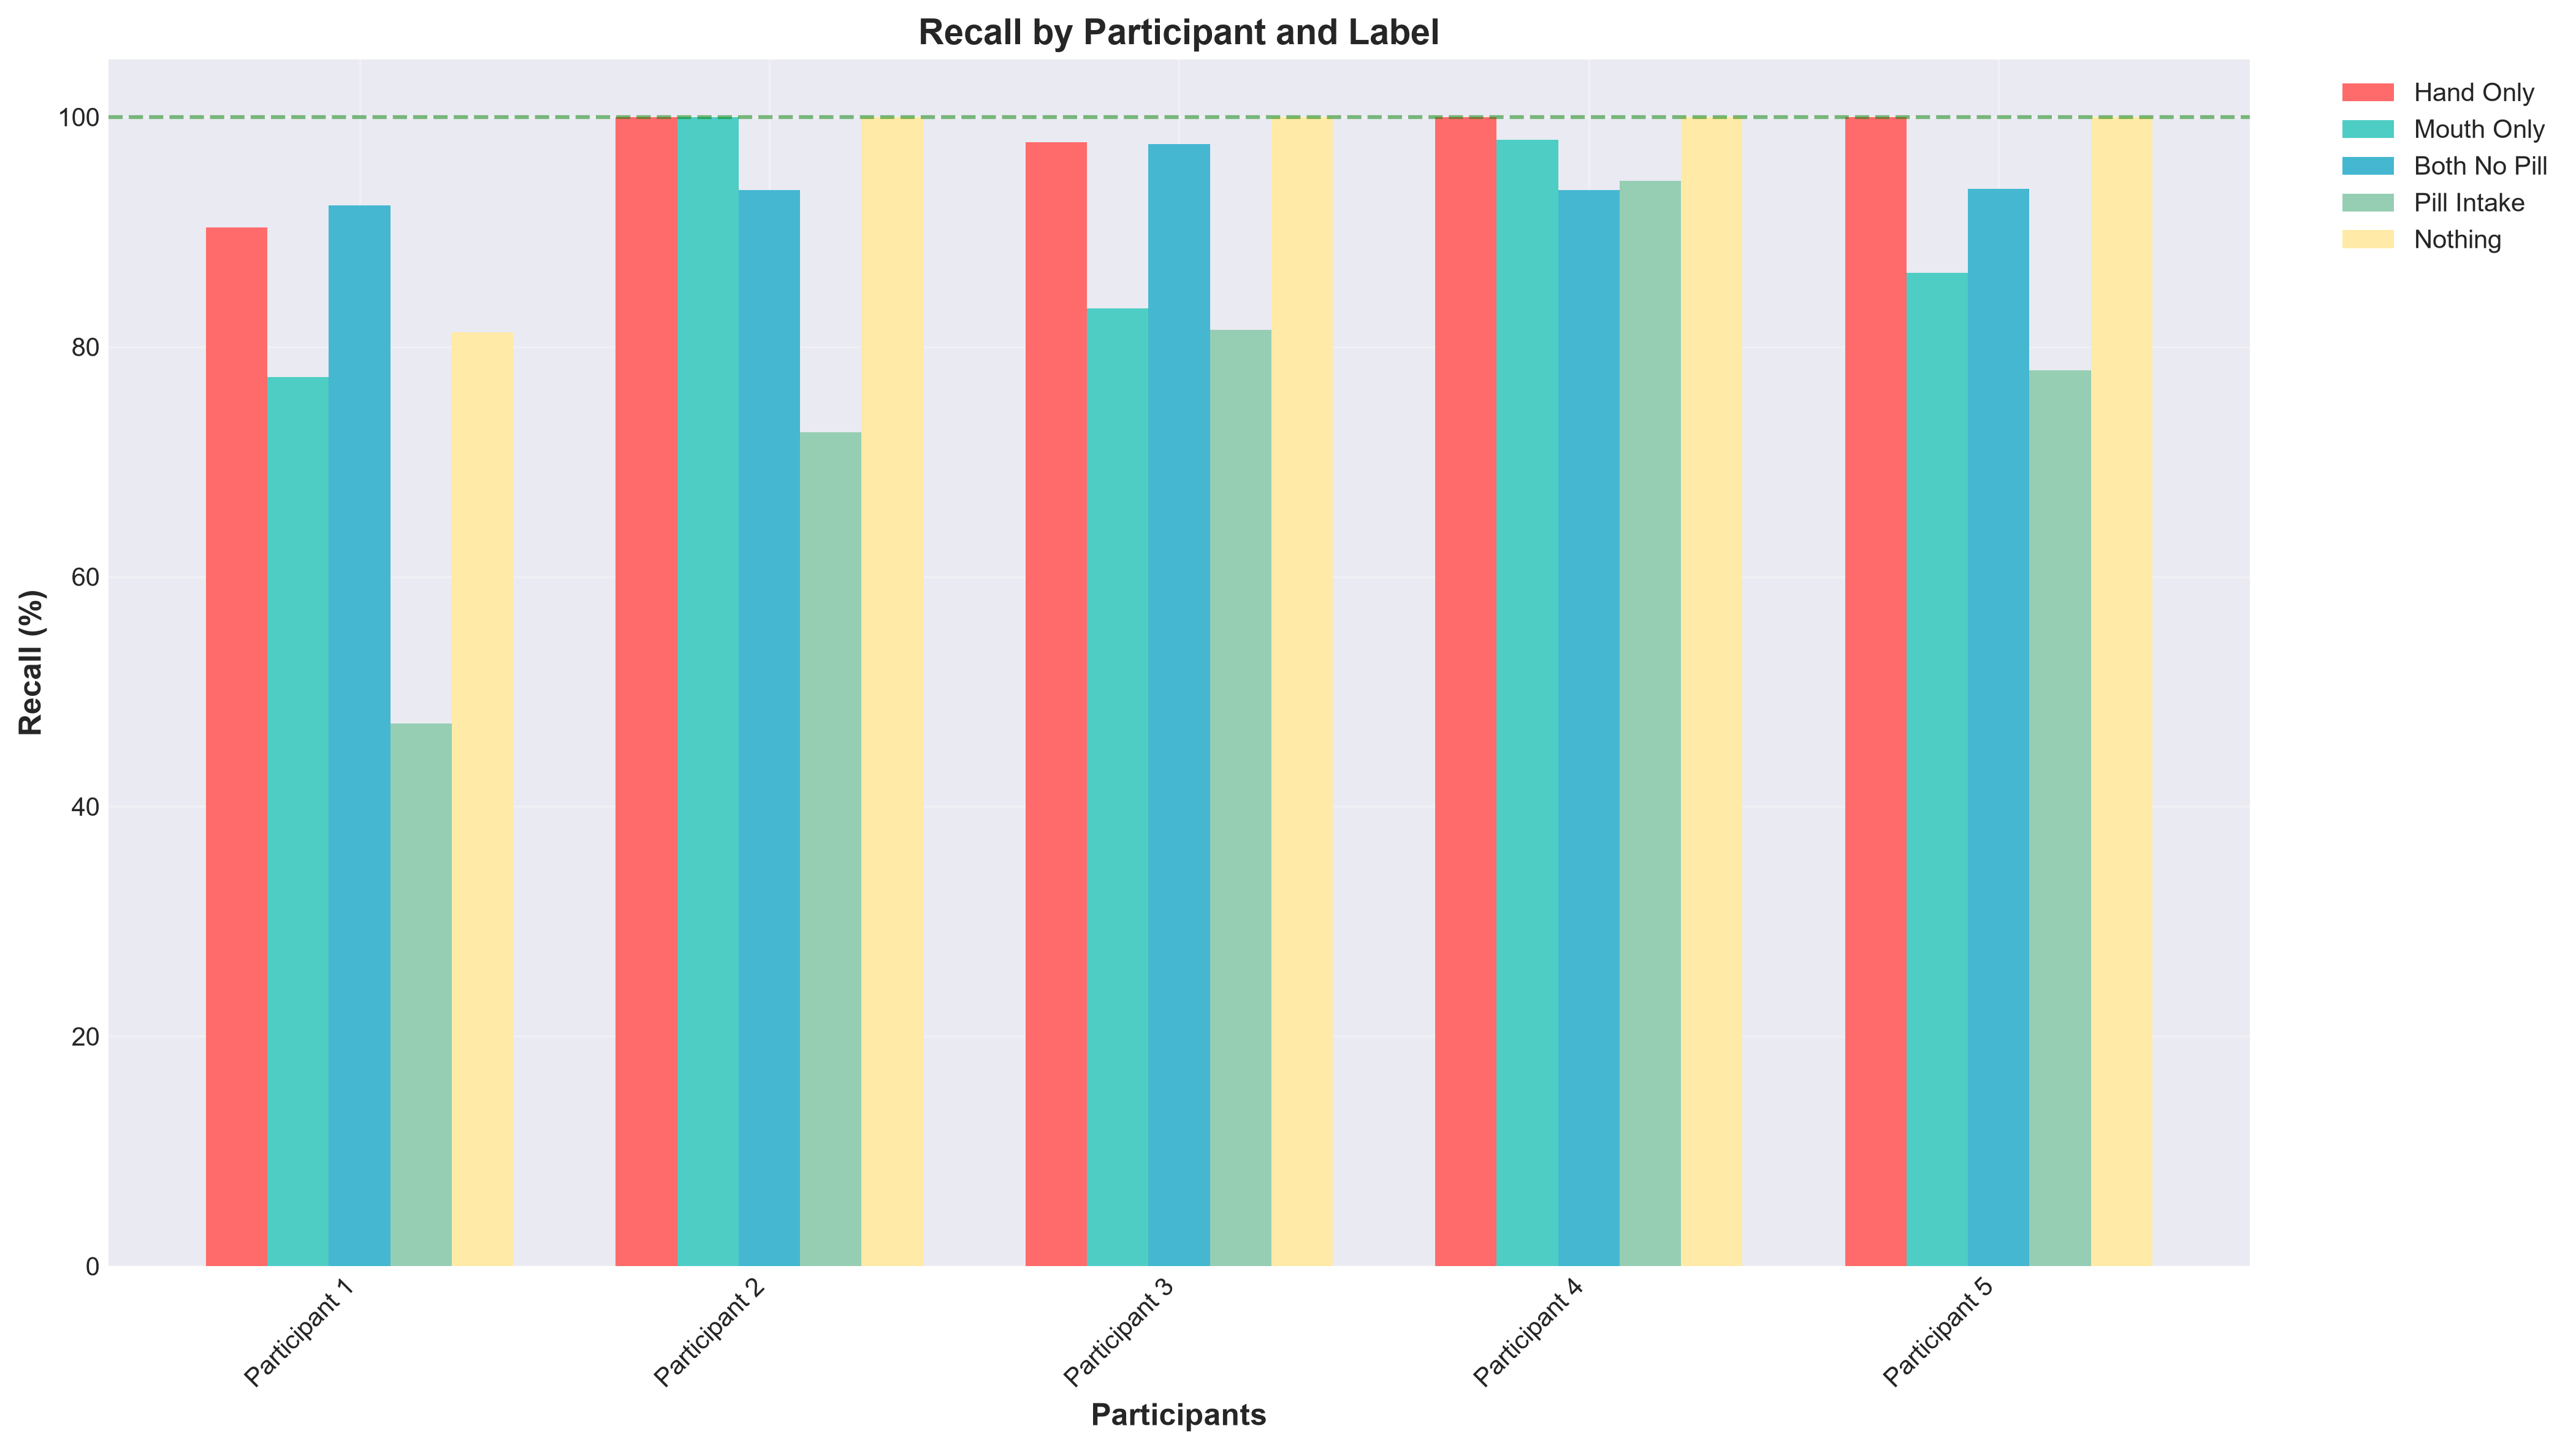 Recall by Participant and Label
Recall (%)
100
80
60
40
20
0
Participant 1
Participant 2
Participant 3
Participant 4
Participant 5
Participants
Hand Only
Mouth Only
Both No Pill
Pill Intake
Nothing